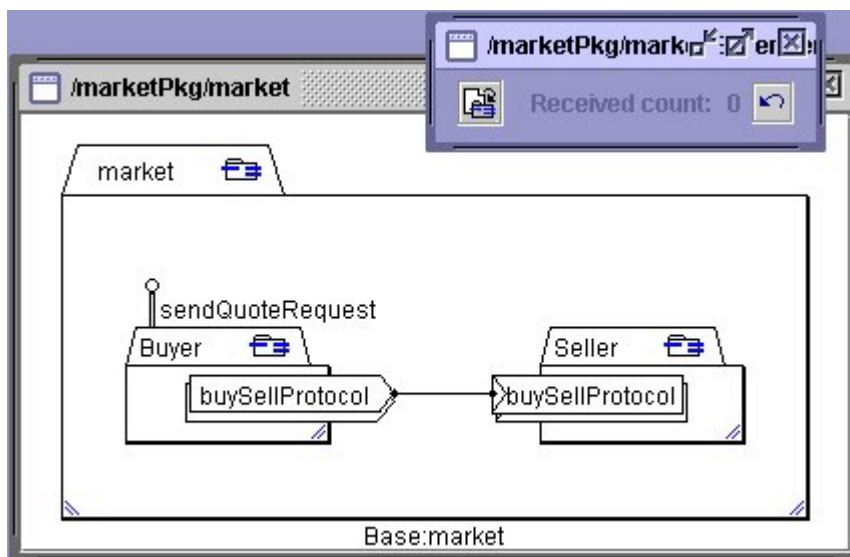 /marketPkg/market
Received count: 0
/marketPkg/market
market
sendQuoteRequest
Buyer
Seller
buySellProtocol
buySellProtocol
Base:market